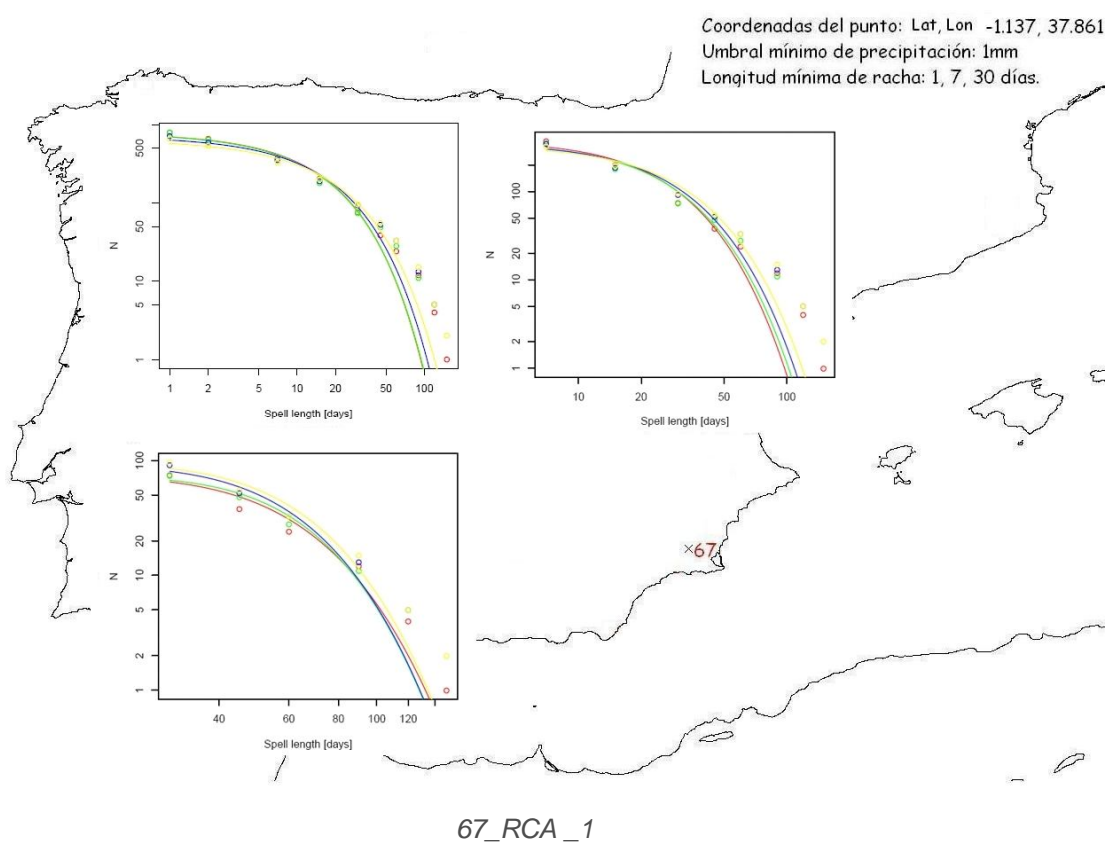 Coordenadas del punto: Lat, Lon -1.137, 37.861
Umbral mínimo de precipitación: 1mm
Longitud mínima de racha: 1, 7, 30 días.
500
50
10
5
1
N
1 2 5 10 20 50 100
Spell length [days]
100
50
20
10
5
2
1
N
10 20 50 100
Spell length [days]
100
50
20
10
5
2
1
N
40 60 80 100 120
Spell length [days]
×67
67_RCA _1